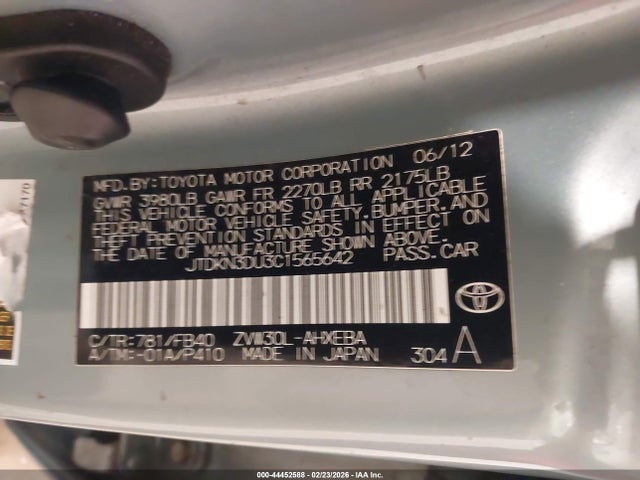 MFD. BY: TOYOTA MOTOR CORPORATION 06/12
GVWR 3980LB GAWR FR 2270LB RR 2175LB
THIS VEHICLE CONFORMS TO ALL APPLICABLE
FEDERAL MOTOR VEHICLE SAFETY, BUMPER, AND
THEFT PREVENTION STANDARDS IN EFFECT ON
THE DATE OF MANUFACTURE SHOWN ABOVE.
JTDKN3DU3C1565642 PASS. CAR
C/TR: 781/FB40 ZVW30L-AHXEBA
A/TM: -01A/P410 MADE IN JAPAN 304 A
000-44452588 - 02/23/2026 - IAA Inc.